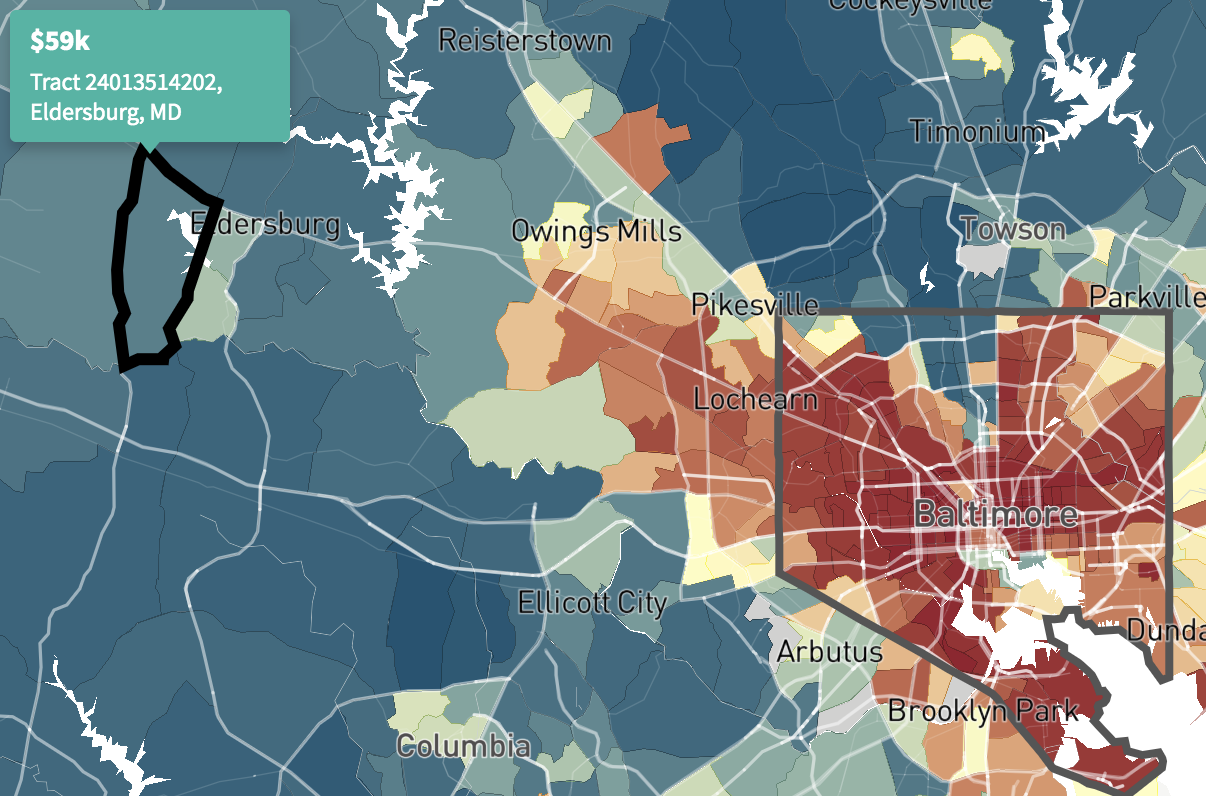 Cockeysville
$59k
Reisterstown
Tract 24013514202,
Eldersburg, MD
Timonium
Eldersburg
Owings Mills
Towson
Pikesville
Parkville
Lochearn
Baltimore
Ellicott City
Arbutus
Dunda
Brooklyn Park
Columbia